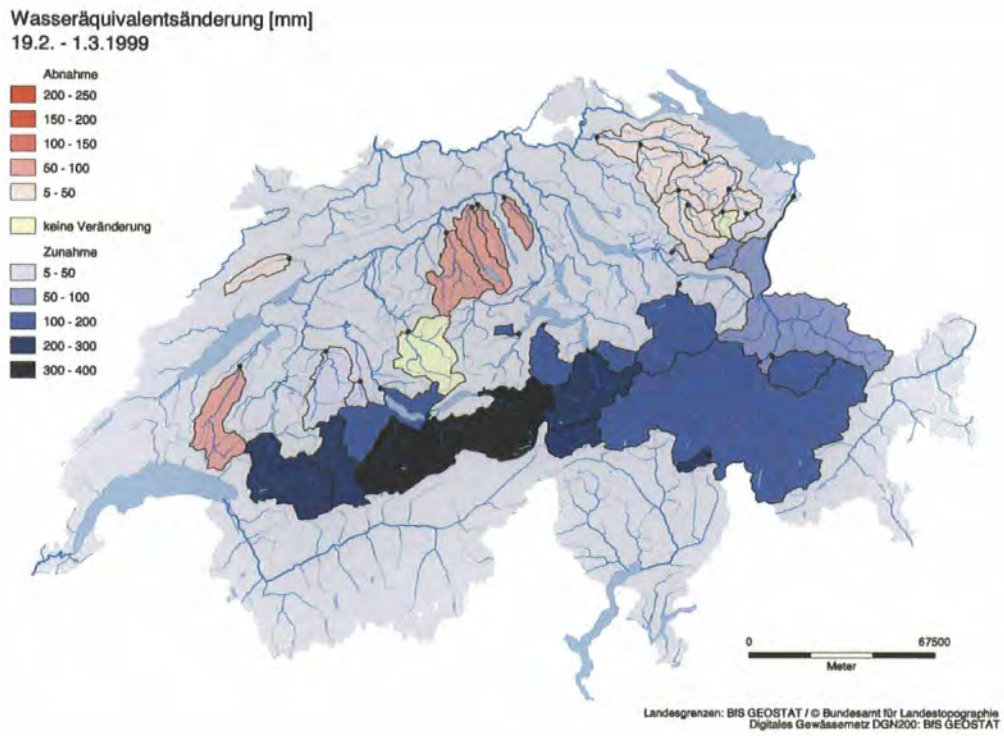 Wasseräquivalentsänderung [mm]
19.2. - 1.3.1999
Abnahme
200 - 250
150 - 200
100 - 150
50 - 100
5 - 50
keine Veränderung
Zunahme
5 - 50
50 - 100
100 - 200
200 - 300
300 - 400
0 67500
Meter
Landesgrenzen: BfS GEOSTAT / © Bundesamt für Landestopographie
Digitales Gewässernetz DGN200: BfS GEOSTAT